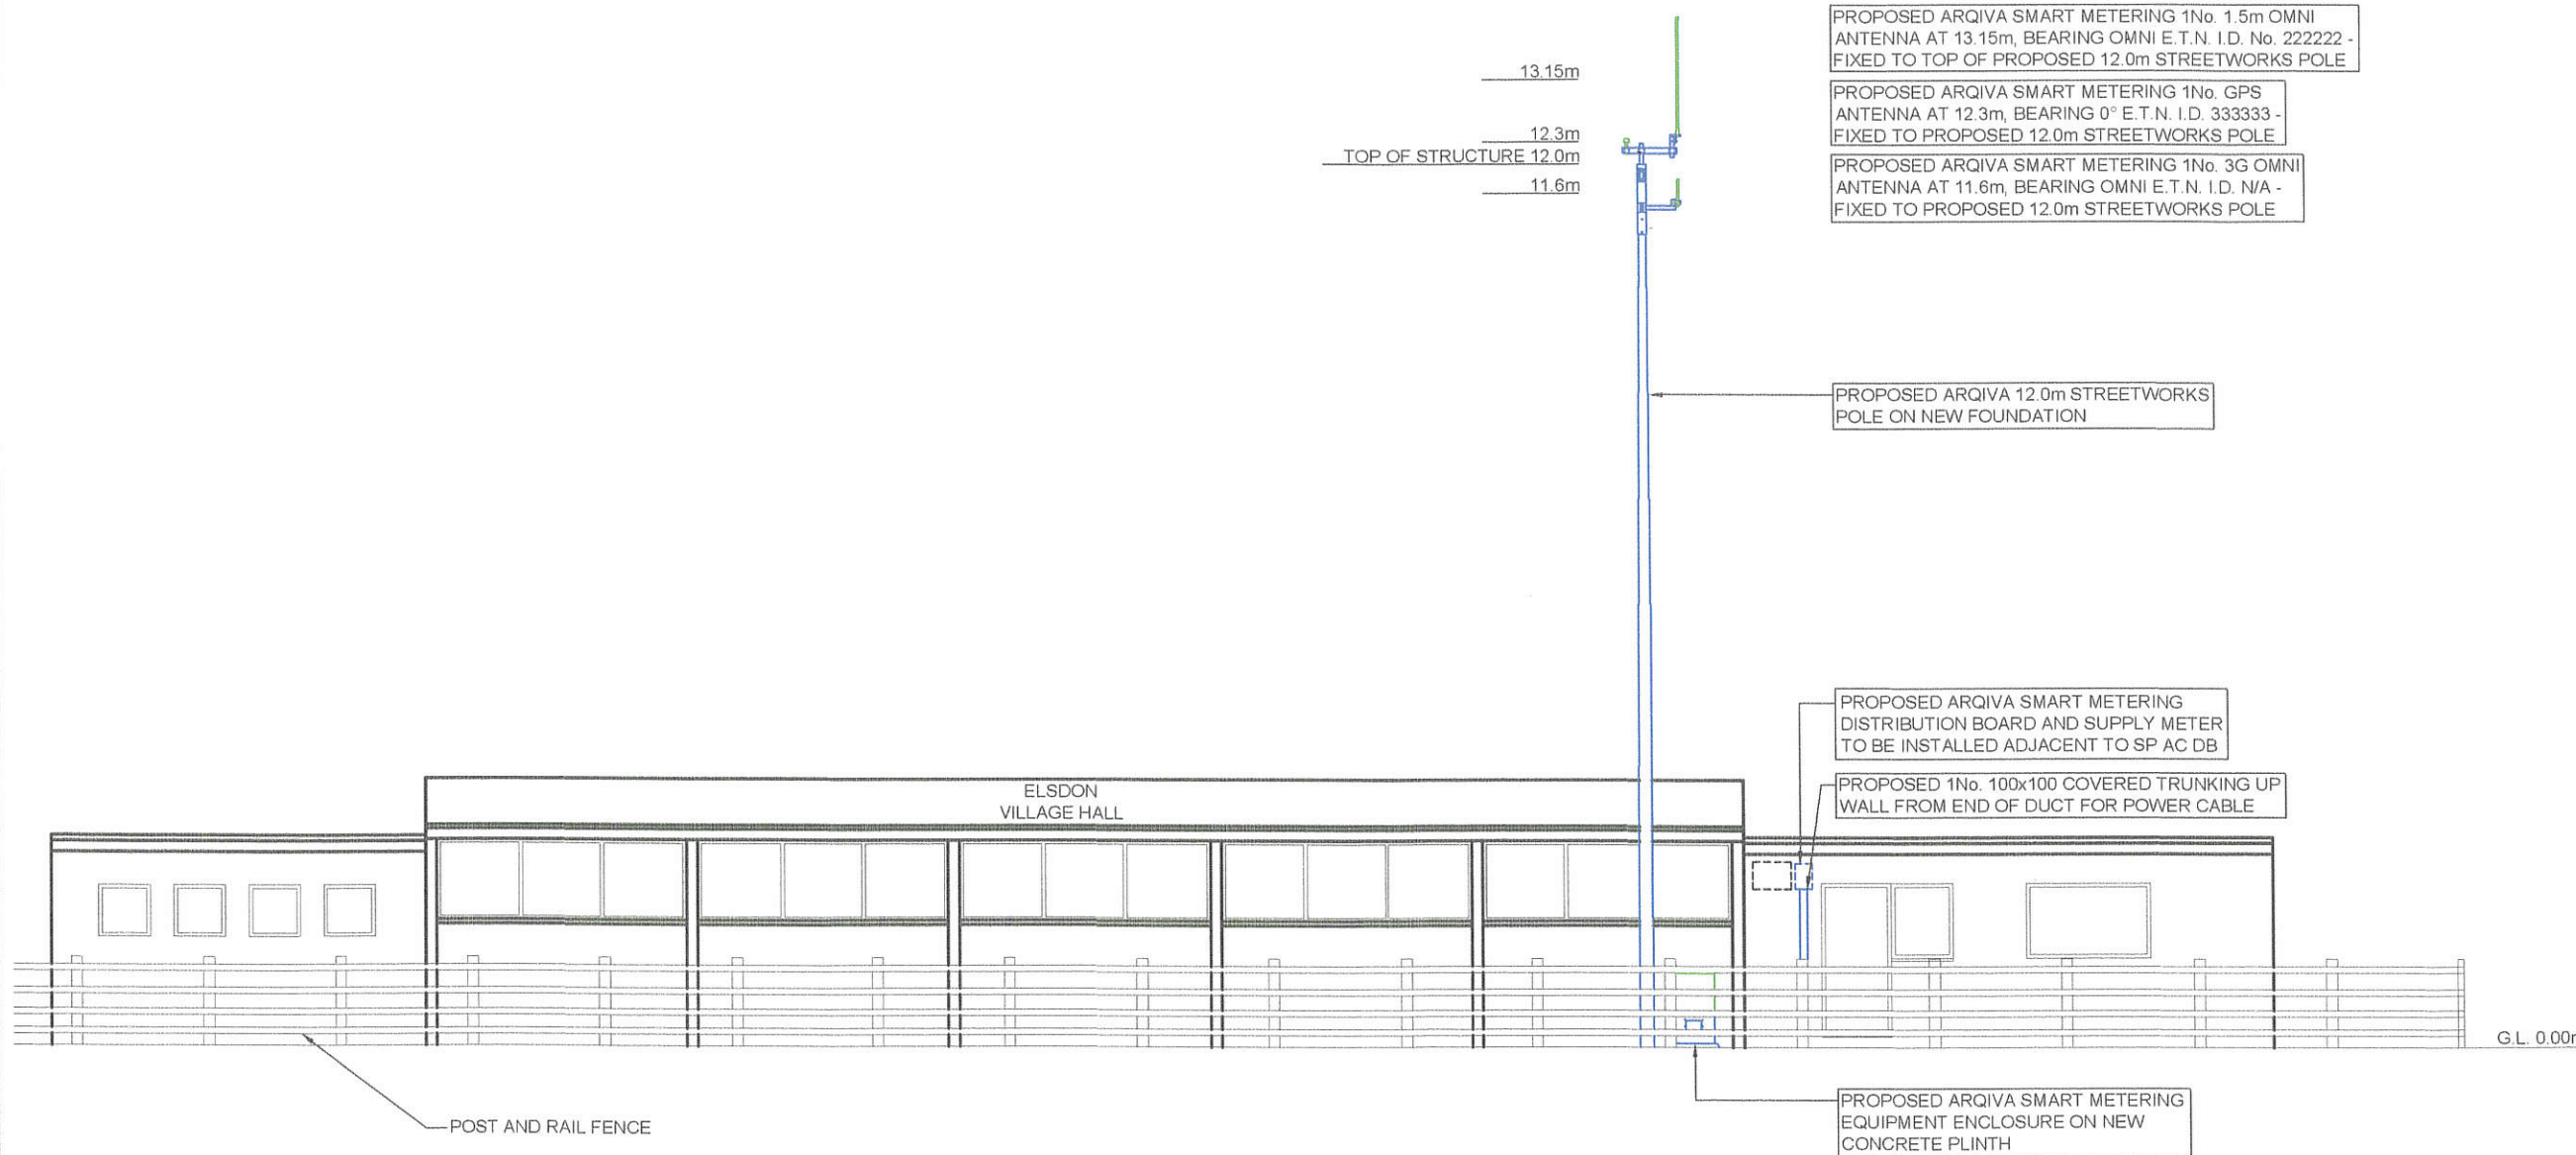 PROPOSED ARQIVA SMART METERING 1No. 1.5m OMNI
ANTENNA AT 13.15m, BEARING OMNI E.T.N. I.D. No. 222222 -
FIXED TO TOP OF PROPOSED 12.0m STREETWORKS POLE
13.15m
PROPOSED ARQIVA SMART METERING 1No. GPS
ANTENNA AT 12.3m, BEARING 0° E.T.N. I.D. 333333 -
FIXED TO PROPOSED 12.0m STREETWORKS POLE
12.3m
TOP OF STRUCTURE 12.0m
PROPOSED ARQIVA SMART METERING 1No. 3G OMNI
ANTENNA AT 11.6m, BEARING OMNI E.T.N. I.D. N/A -
FIXED TO PROPOSED 12.0m STREETWORKS POLE
11.6m
PROPOSED ARQIVA 12.0m STREETWORKS
POLE ON NEW FOUNDATION
PROPOSED ARQIVA SMART METERING
DISTRIBUTION BOARD AND SUPPLY METER
TO BE INSTALLED ADJACENT TO SP AC DB
PROPOSED 1No. 100x100 COVERED TRUNKING UP
WALL FROM END OF DUCT FOR POWER CABLE
ELSDON
VILLAGE HALL
G.L. 0.00m
POST AND RAIL FENCE
PROPOSED ARQIVA SMART METERING
EQUIPMENT ENCLOSURE ON NEW
CONCRETE PLINTH